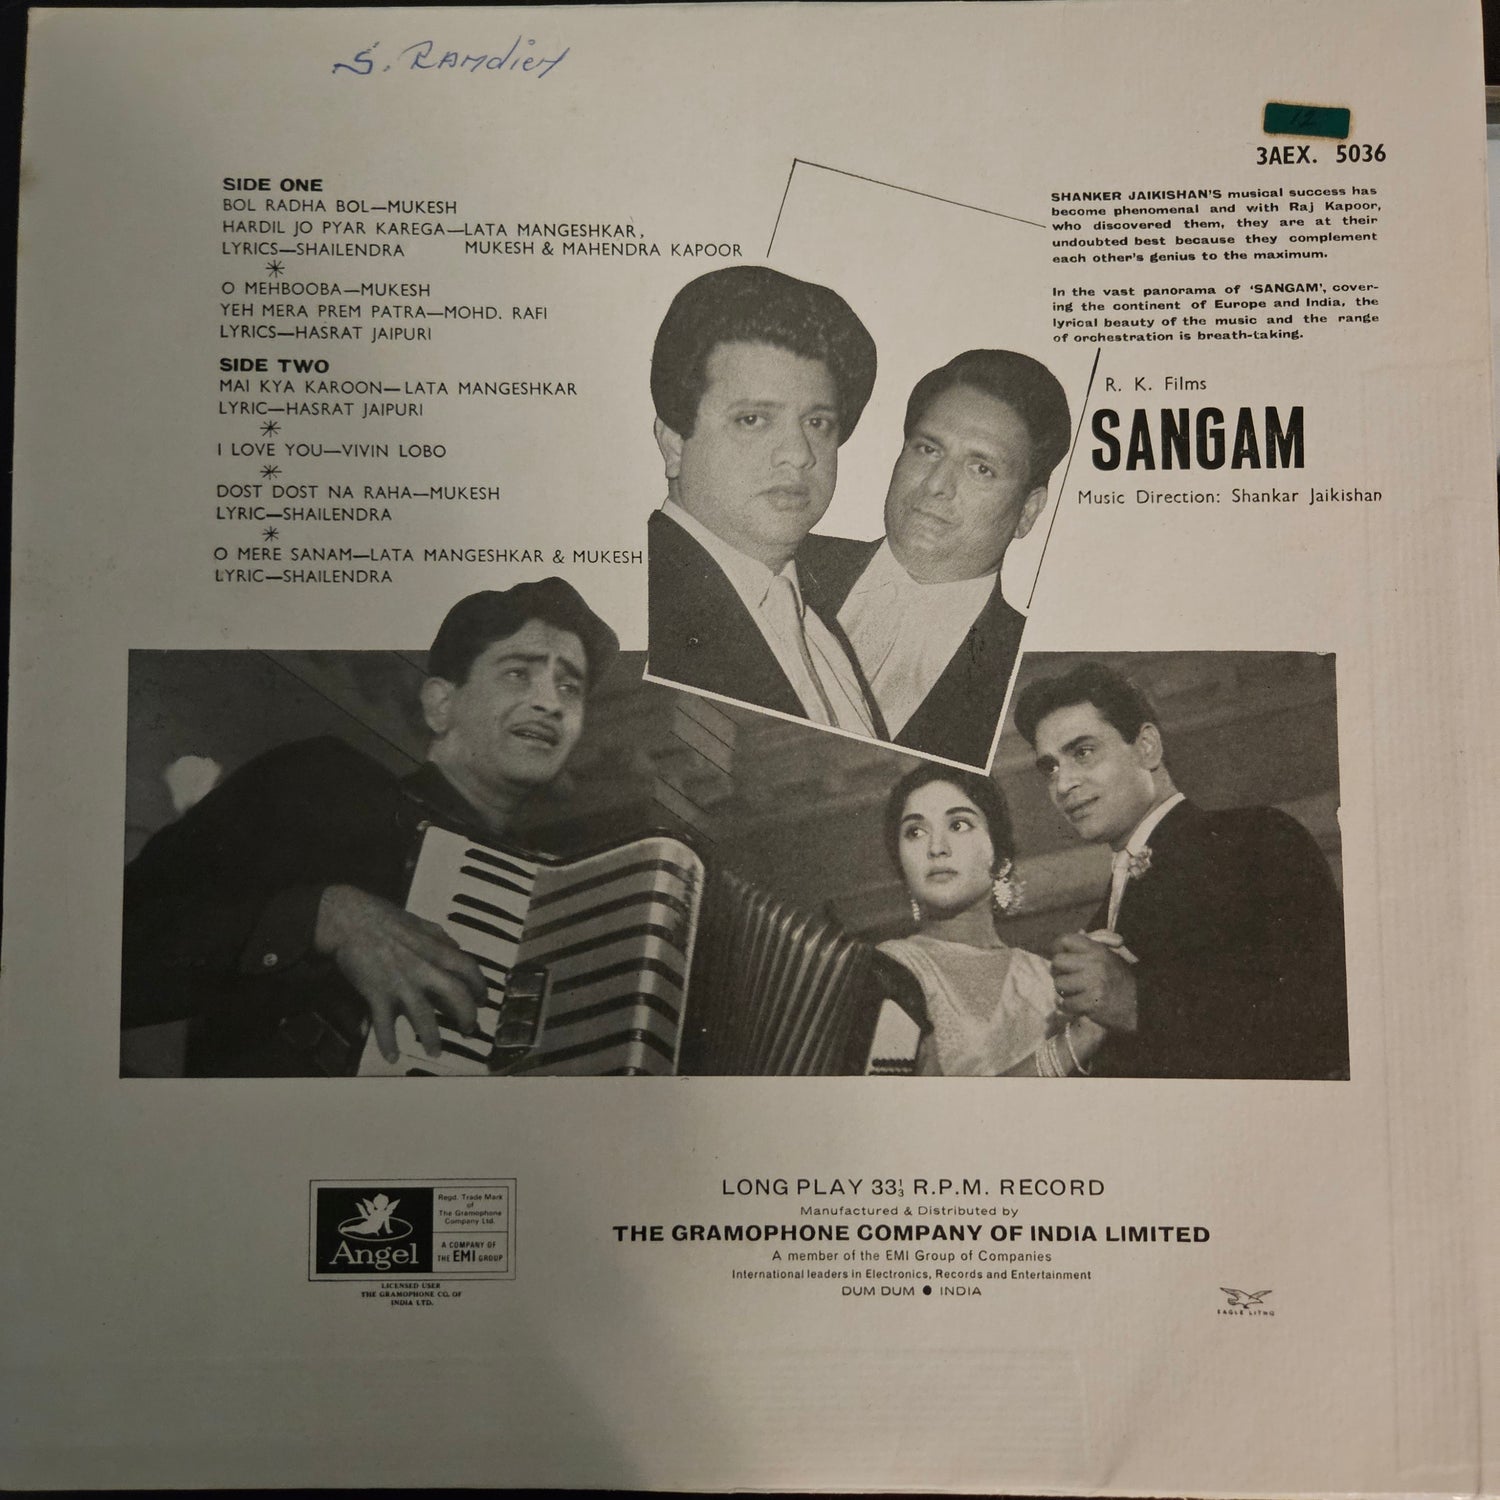 S. Ramdien
12
3AEX. 5036
SIDE ONE
BOL RADHA BOL—MUKESH
HARDIL JO PYAR KAREGA—LATA MANGESHKAR,
LYRICS—SHAILENDRA MUKESH & MAHENDRA KAPOOR
O MEHBOOBA—MUKESH
YEH MERA PREM PATRA—MOHD. RAFI
LYRICS—HASRAT JAIPURI
SIDE TWO
MAI KYA KAROON—LATA MANGESHKAR
LYRIC—HASRAT JAIPURI
I LOVE YOU—VIVIN LOBO
DOST DOST NA RAHA—MUKESH
LYRIC—SHAILENDRA
O MERE SANAM—LATA MANGESHKAR & MUKESH
LYRIC—SHAILENDRA
SHANKER JAIKISHAN'S musical success has
become phenomenal and with Raj Kapoor,
who discovered them, they are at their
undoubted best because they complement
each other's genius to the maximum.
In the vast panorama of 'SANGAM', cover-
ing the continent of Europe and India, the
lyrical beauty of the music and the range
of orchestration is breath-taking.
R. K. Films
SANGAM
Music Direction: Shankar Jaikishan
Angel
Regd. Trade Mark
of
The Gramophone
Company Ltd.
A COMPANY OF
THE EMI GROUP
LICENSED USER
THE GRAMOPHONE CO. OF
INDIA LTD.
LONG PLAY 33⅓ R.P.M. RECORD
Manufactured & Distributed by
THE GRAMOPHONE COMPANY OF INDIA LIMITED
A member of the EMI Group of Companies
International leaders in Electronics, Records and Entertainment
DUM DUM ● INDIA
EAGLE LITHO